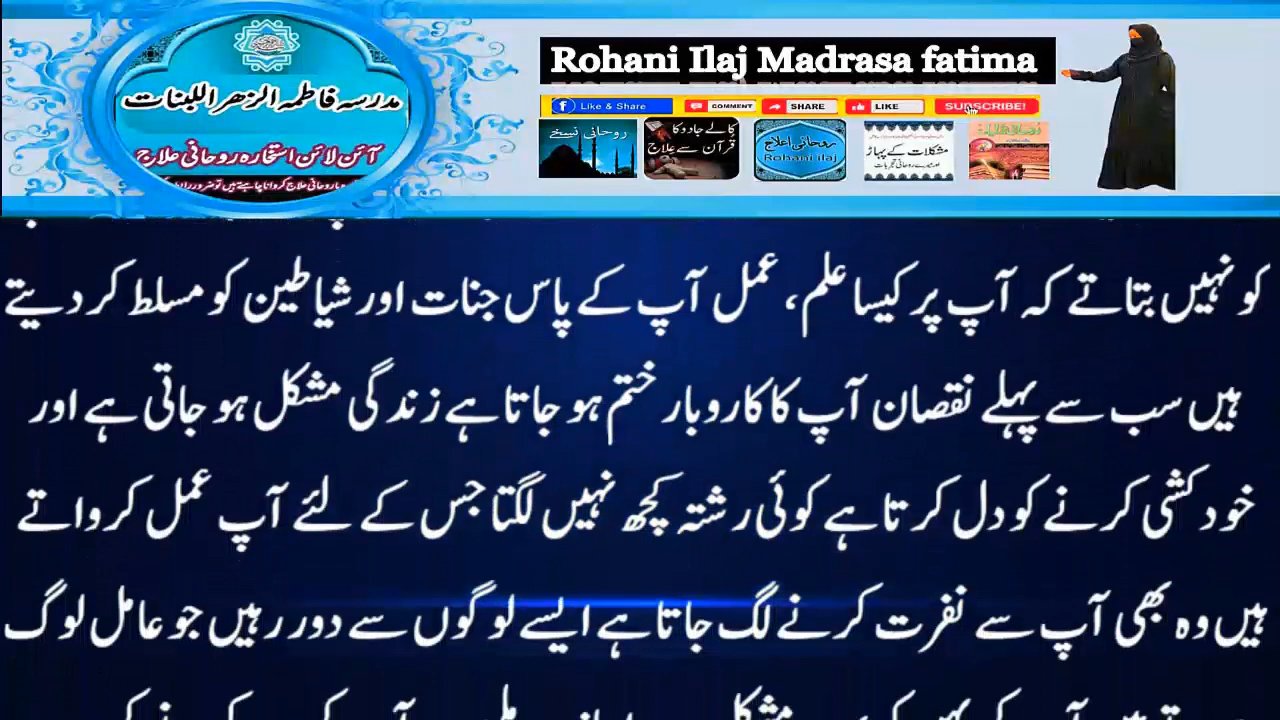 مدرسہ فاطمہ الزھرا للبنات
آئن لائن استخارہ روحانی علاج
Rohani Ilaj Madrasa fatima
Like & Share
COMMENT
SHARE
LIKE
SUBSCRIBE!
روحانی نسخے
کالے جادو کا
قرآن سے علاج
روحانی علاج
Rohani Ilaj
مشکلات کے پہاڑ
کو نہیں بتاتے کہ آپ پر کیسا علم، عمل آپ کے پاس جنات اور شیاطین کو مسلط کر دیتے
ہیں سب سے پہلے نقصان آپ کا کاروبار ختم ہو جاتا ہے زندگی مشکل ہو جاتی ہے اور
خود کشی کرنے کو دل کرتا ہے کوئی رشتہ کچھ نہیں لگتا جس کے لئے آپ عمل کرواتے
ہیں وہ بھی آپ سے نفرت کرنے لگ جاتا ہے ایسے لوگوں سے دور رہیں جو عامل لوگ